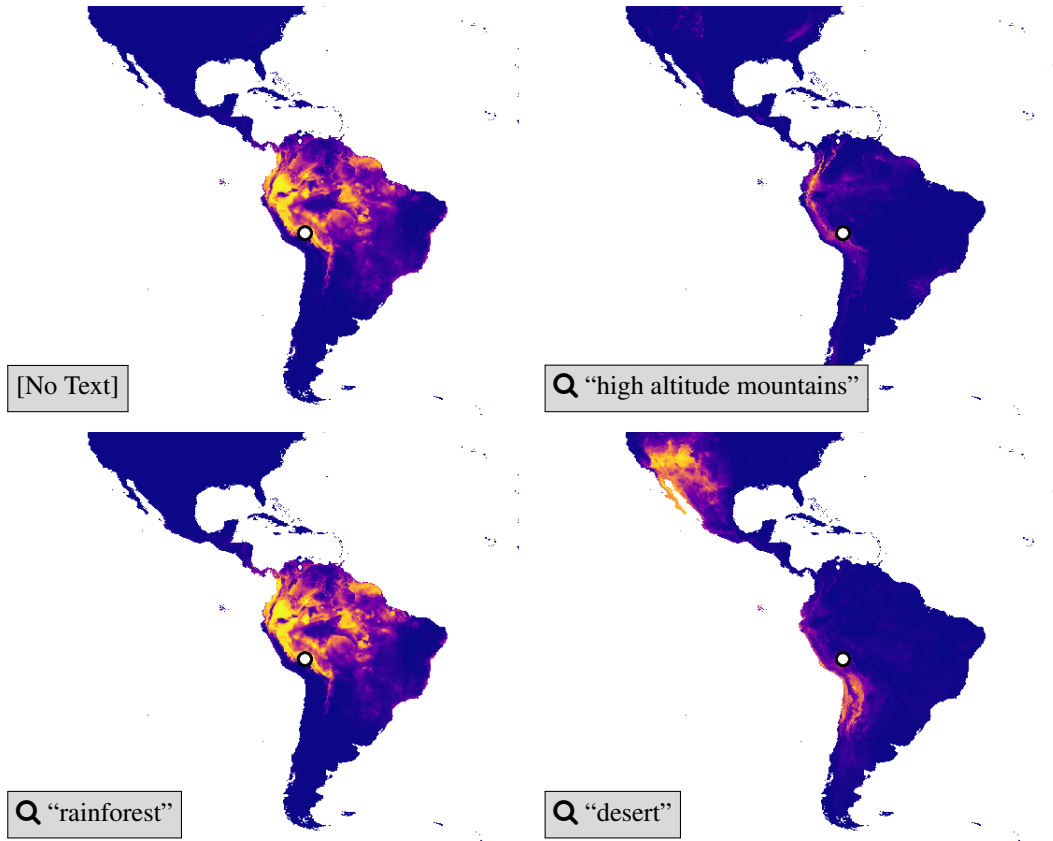 [No Text]
“high altitude mountains”
“rainforest”
“desert”